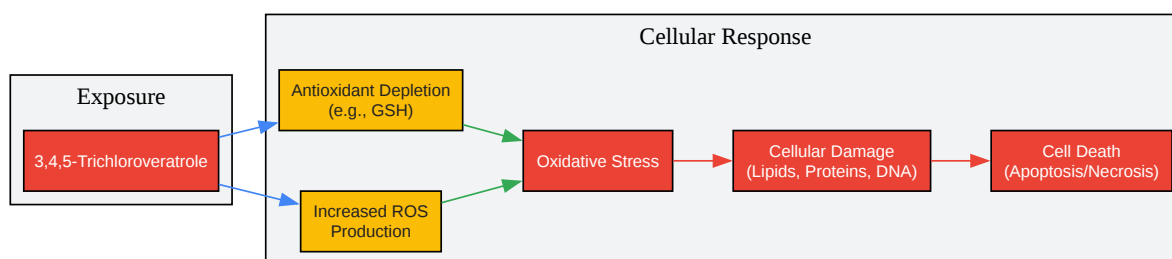 Cellular Response
Exposure
Antioxidant Depletion
(e.g., GSH)
3,4,5-Trichloroveratrole
Increased ROS
Production
Oxidative Stress
Cellular Damage
(Lipids, Proteins, DNA)
Cell Death
(Apoptosis/Necrosis)